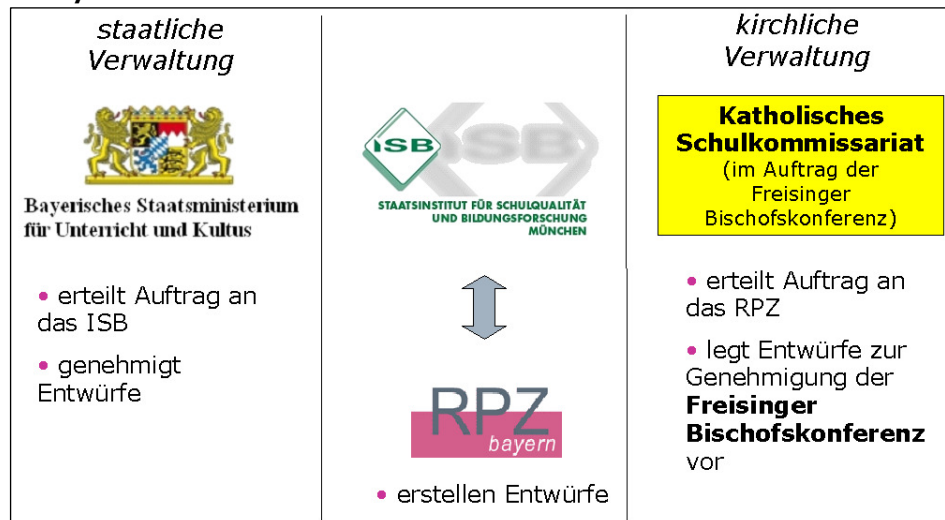 staatliche
Verwaltung
Bayerisches Staatsministerium
für Unterricht und Kultus
• erteilt Auftrag an
das ISB
• genehmigt
Entwürfe
ISB
STAATSINSTITUT FÜR SCHULQUALITÄT
UND BILDUNGSFORSCHUNG
MÜNCHEN
RPZ
bayern
• erstellen Entwürfe
kirchliche
Verwaltung
Katholisches
Schulkommissariat
(im Auftrag der
Freisinger
Bischofskonferenz)
• erteilt Auftrag an
das RPZ
• legt Entwürfe zur
Genehmigung der
Freisinger
Bischofskonferenz
vor